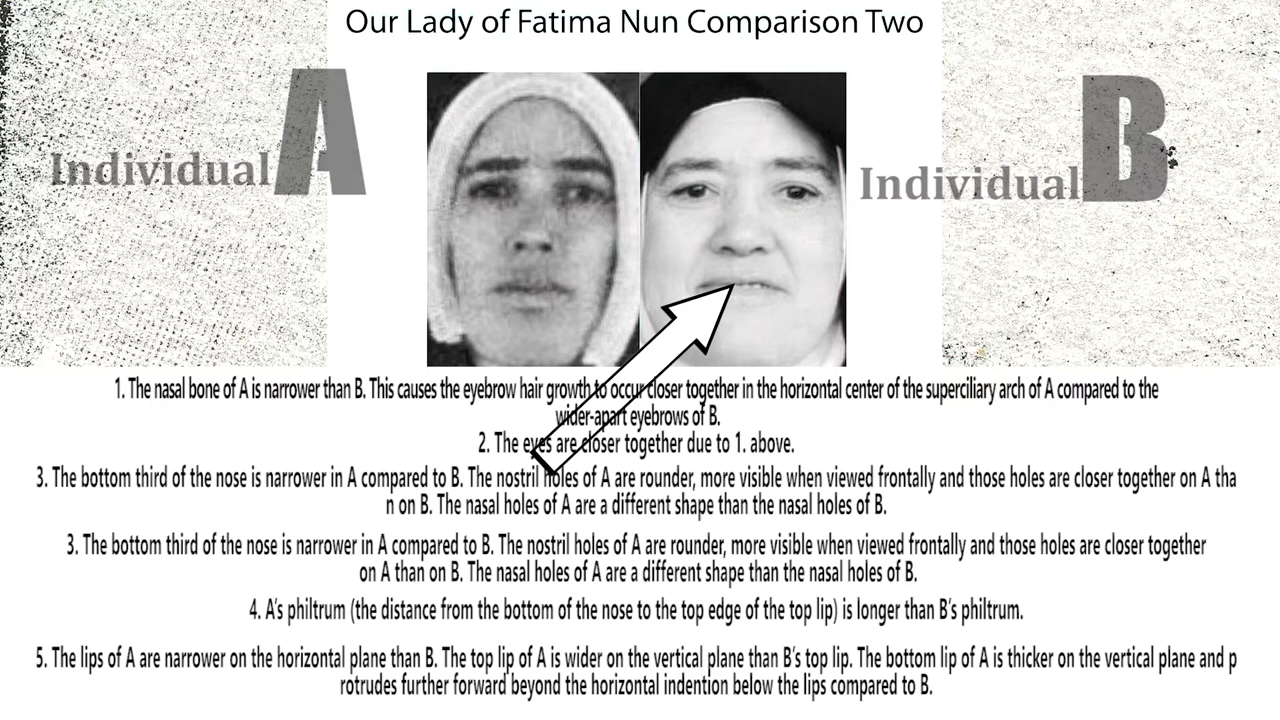 Our Lady of Fatima Nun Comparison Two
Individual A
Individual B
1. The nasal bone of A is narrower than B. This causes the eyebrow hair growth to occur closer together in the horizontal center of the superciliary arch of A compared to the
wider-apart eyebrows of B.
2. The eyes are closer together due to 1. above.
3. The bottom third of the nose is narrower in A compared to B. The nostril holes of A are rounder, more visible when viewed frontally and those holes are closer together on A tha
n on B. The nasal holes of A are a different shape than the nasal holes of B.
3. The bottom third of the nose is narrower in A compared to B. The nostril holes of A are rounder, more visible when viewed frontally and those holes are closer together
on A than on B. The nasal holes of A are a different shape than the nasal holes of B.
4. A's philtrum (the distance from the bottom of the nose to the top edge of the top lip) is longer than B's philtrum.
5. The lips of A are narrower on the horizontal plane than B. The top lip of A is wider on the vertical plane than B's top lip. The bottom lip of A is thicker on the vertical plane and p
rotrudes further forward beyond the horizontal indention below the lips compared to B.